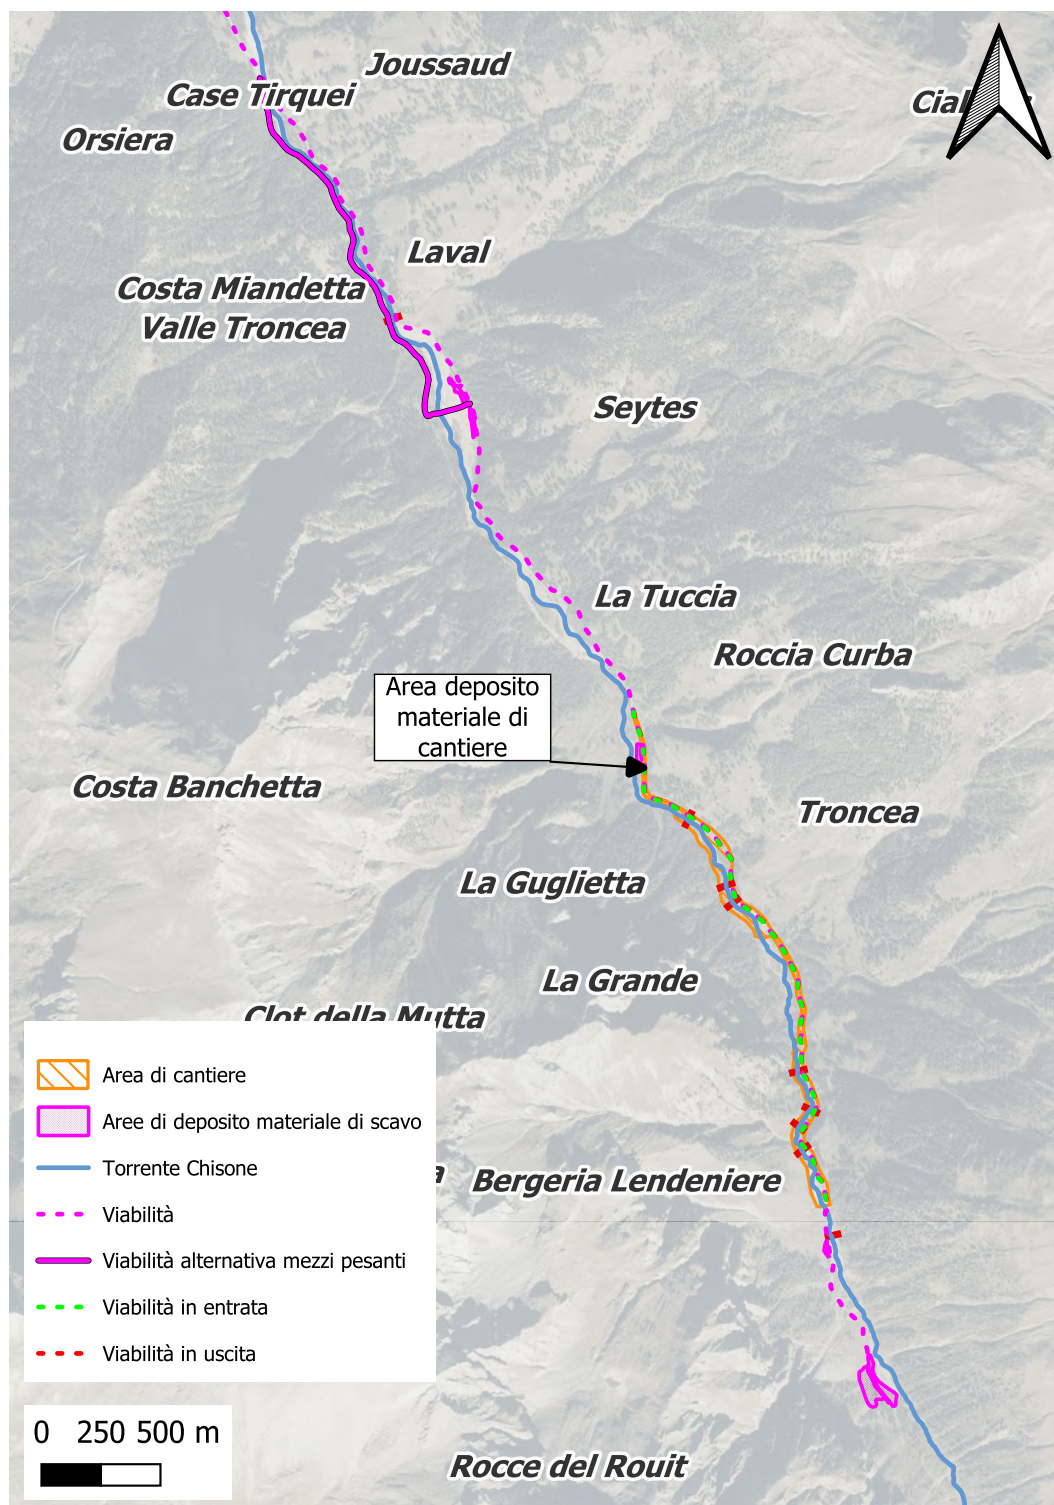 Joussaud
Case Tirquei
Orsiera
Laval
Costa Miandetta
Valle Troncea
Seytes
La Tuccia
Roccia Curba
Area deposito
materiale di
cantiere
Costa Banchetta
Troncea
La Guglietta
La Grande
Clot della Mutta
Bergeria Lendeniere
Area di cantiere
Aree di deposito materiale di scavo
Torrente Chisone
Viabilità
Viabilità alternativa mezzi pesanti
Viabilità in entrata
Viabilità in uscita
0 250 500 m
Rocce del Rouit